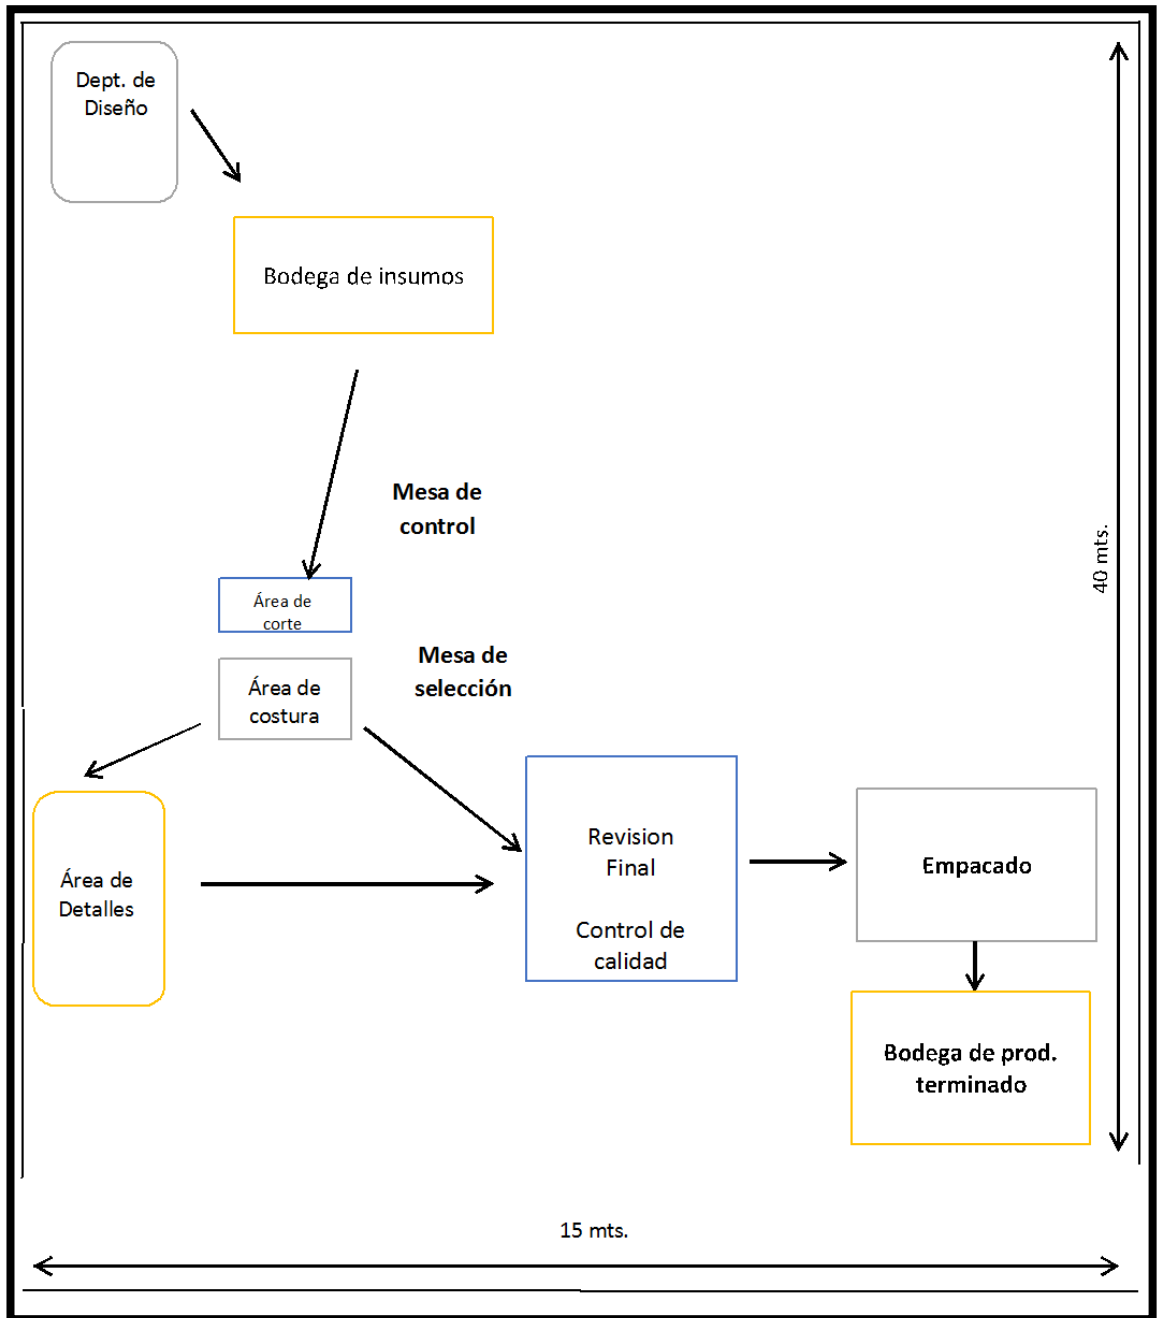 Dept. de
Diseño
Bodega de insumos
Mesa de
control
40 mts.
Área de
corte
Mesa de
selección
Área de
costura
Revision
Final
Control de
calidad
Empacado
Área de
Detalles
Bodega de prod.
terminado
15 mts.